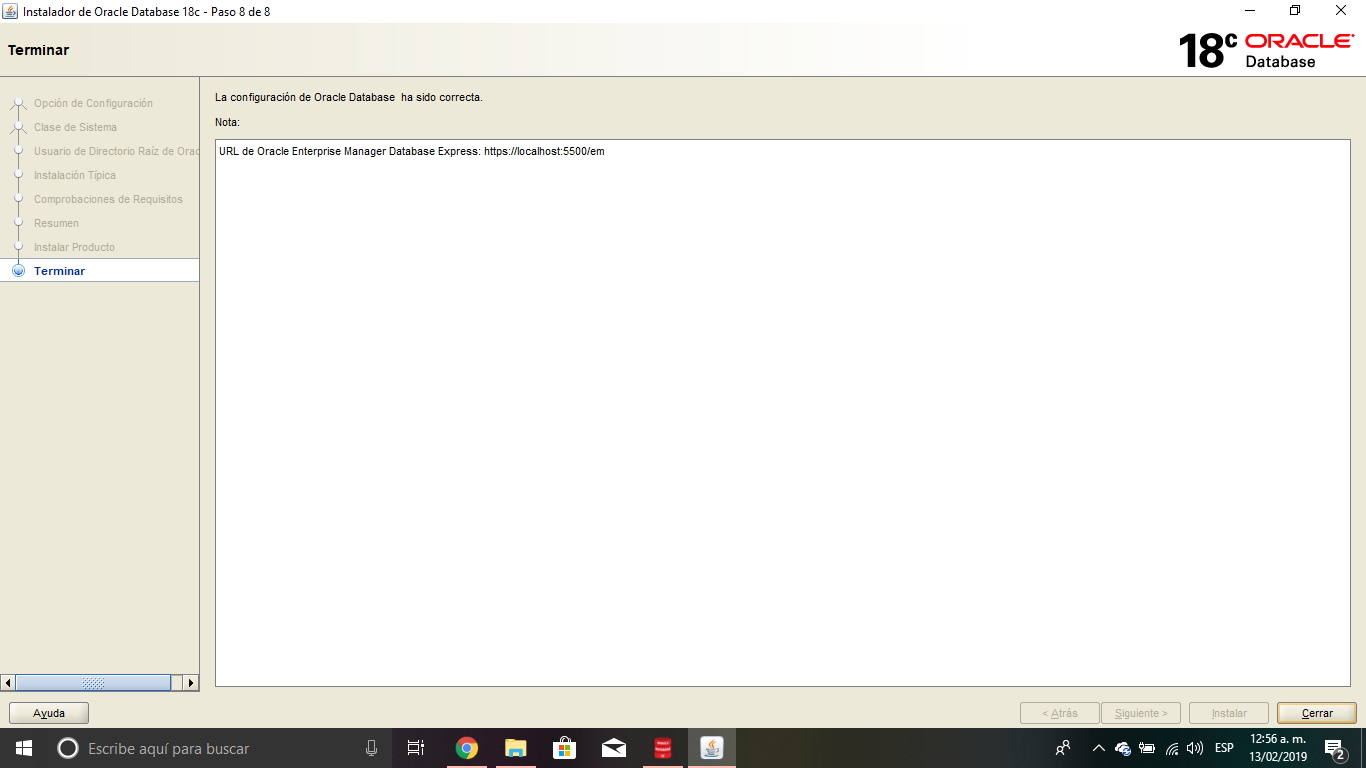 Instalador de Oracle Database 18c - Paso 8 de 8
Terminar
18c ORACLE
Database
Opción de Configuración
Clase de Sistema
Usuario de Directorio Raíz de Orac
Instalación Típica
Comprobaciones de Requisitos
Resumen
Instalar Producto
Terminar
La configuración de Oracle Database ha sido correcta.
Nota:
URL de Oracle Enterprise Manager Database Express: https://localhost:5500/em
Ayuda
< Atrás
Siguiente >
Instalar
Cerrar
Escribe aquí para buscar
ESP
12:56 a. m.
13/02/2019
2